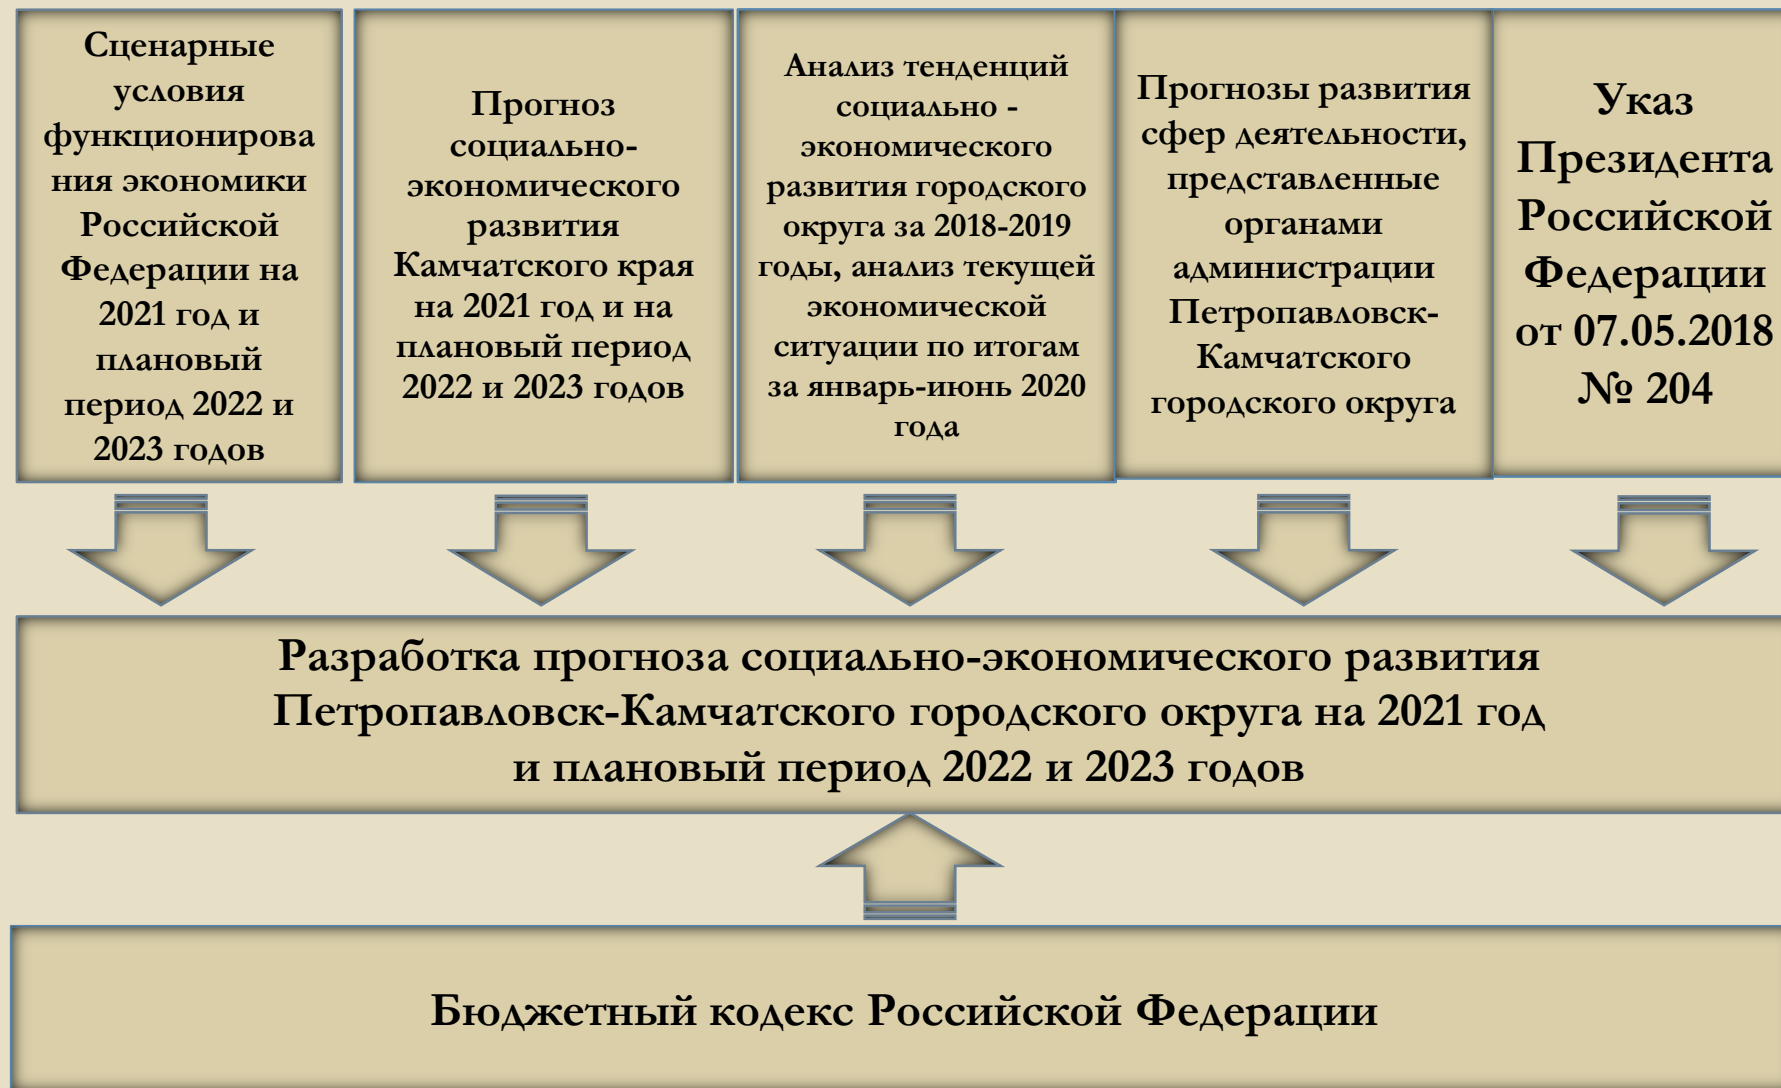 Сценарные
условия
функционирова
ния экономики
Российской
Федерации на
2021 год и
плановый
период 2022 и
2023 годов
Прогноз
социально-
экономического
развития
Камчатского края
на 2021 год и на
плановый период
2022 и 2023 годов
Анализ тенденций
социально -
экономического
развития городского
округа за 2018-2019
годы, анализ текущей
экономической
ситуации по итогам
за январь-июнь 2020
года
Прогнозы развития
сфер деятельности,
представленные
органами
администрации
Петропавловск-
Камчатского
городского округа
Указ
Президента
Российской
Федерации
от 07.05.2018
№ 204
Разработка прогноза социально-экономического развития
Петропавловск-Камчатского городского округа на 2021 год
и плановый период 2022 и 2023 годов
Бюджетный кодекс Российской Федерации